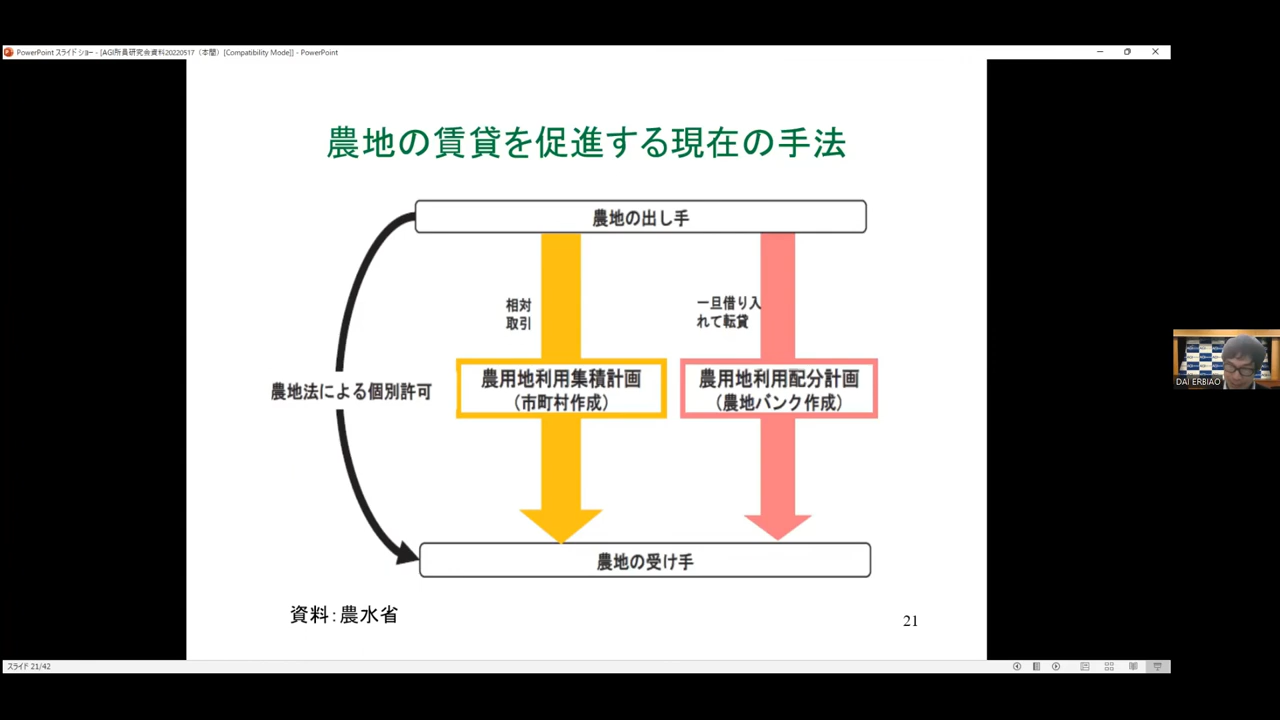 PowerPoint スライド ショー - [AGI所員研究会資料20220517（本間）[Compatibility Mode]] - PowerPoint
農地の賃貸を促進する現在の手法
農地の出し手
相対
取引
一旦借り入
れて転貸
農地法による個別許可
農用地利用集積計画
（市町村作成）
農用地利用配分計画
（農地バンク作成）
農地の受け手
資料：農水省
21
DAI ERBIAO
スライド 21/42